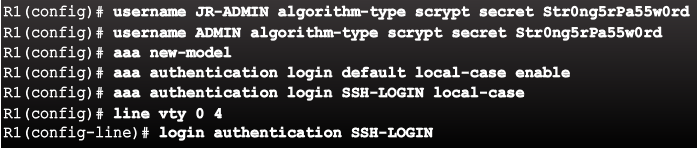 R1(config)# username JR-ADMIN algorithm-type scrypt secret Str0ng5rPa55w0rd
R1(config)# username ADMIN algorithm-type scrypt secret Str0ng5rPa55w0rd
R1(config)# aaa new-model
R1(config)# aaa authentication login default local-case enable
R1(config)# aaa authentication login SSH-LOGIN local-case
R1(config)# line vty 0 4
R1(config-line)# login authentication SSH-LOGIN